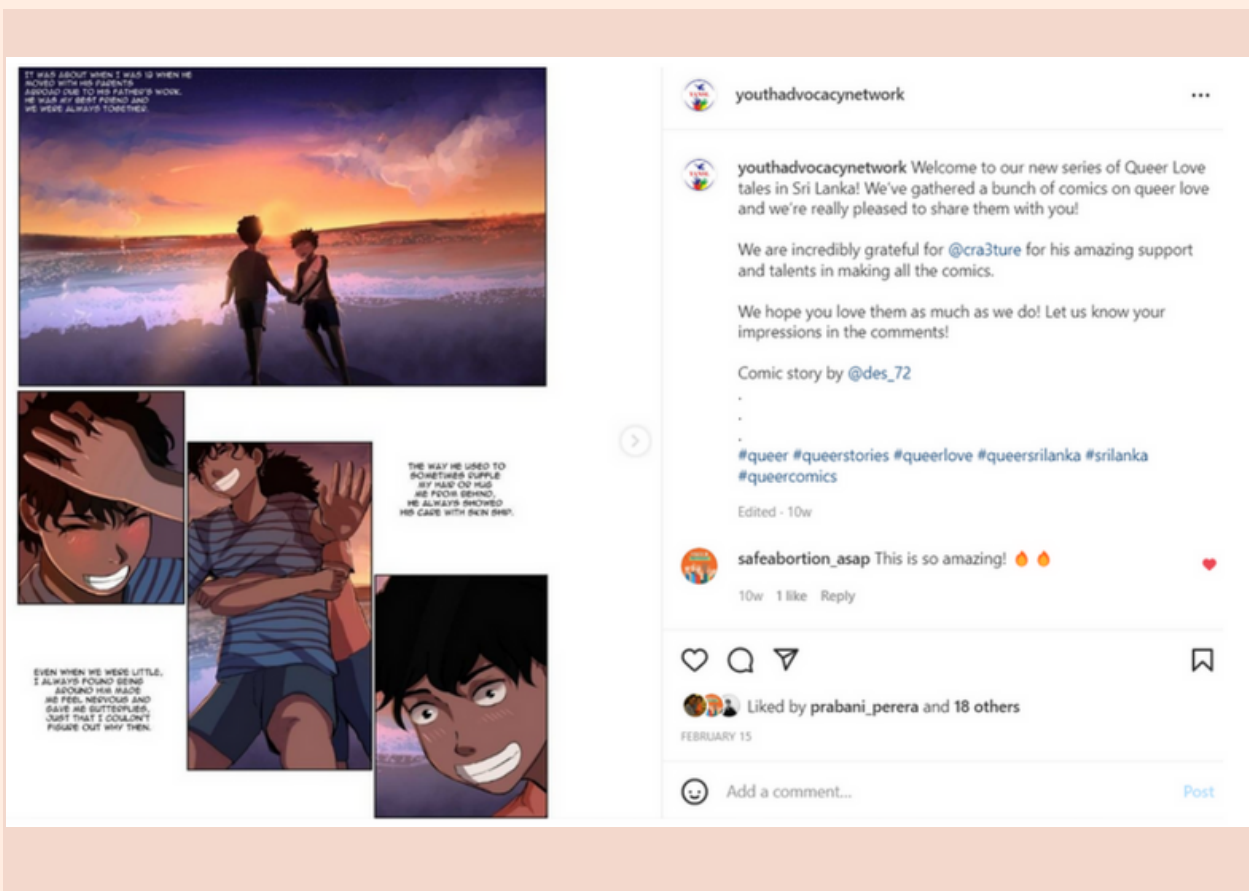 IT WAS ABOUT WHEN I WAS 12 WHEN HE
MOVED WITH HIS PARENTS
ABROAD DUE TO HIS FATHER'S WORK.
HE WAS MY BEST FRIEND AND
WE WERE ALWAYS TOGETHER.
THE WAY HE USED TO
SOMETIMES RUFFLE
MY HAIR OR HUG
ME FROM BEHIND,
HE ALWAYS SHOWED
HIS CARE WITH SKIN SHIP.
EVEN WHEN WE WERE LITTLE,
I ALWAYS FOUND BEING
AROUND HIM MADE
ME FEEL NERVOUS AND
GAVE ME BUTTERFLIES,
JUST THAT I COULDN'T
FIGURE OUT WHY THEN.
youthadvocacynetwork
youthadvocacynetwork Welcome to our new series of Queer Love
tales in Sri Lanka! We've gathered a bunch of comics on queer love
and we're really pleased to share them with you!
We are incredibly grateful for @cra3ture for his amazing support
and talents in making all the comics.
We hope you love them as much as we do! Let us know your
impressions in the comments!
Comic story by @des_72
.
.
.
#queer #queerstories #queerlove #queersrilanka #srilanka
#queercomics
Edited · 10w
safeabortion_asap This is so amazing! 🔥 🔥
10w 1 like Reply
Liked by prabani_perera and 18 others
FEBRUARY 15
Add a comment... Post